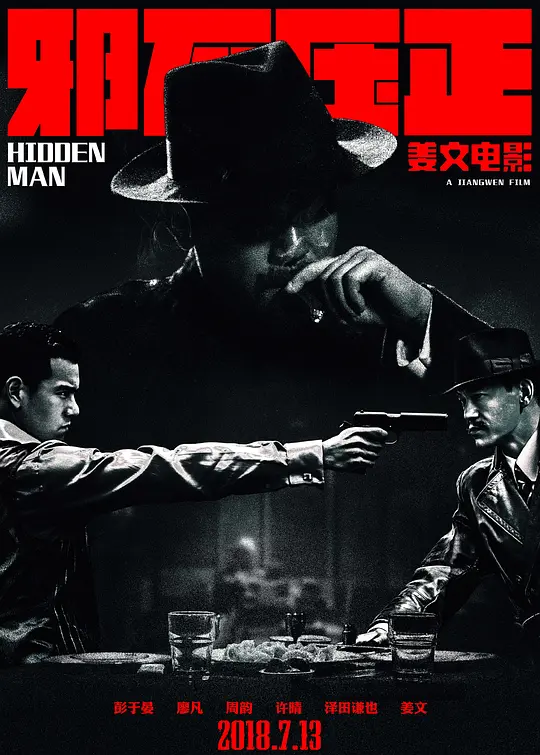 邪不压正
HIDDEN
MAN
姜文电影
A JIANGWEN FILM
彭于晏 廖凡 周韵 许晴 泽田谦也 姜文
2018.7.13